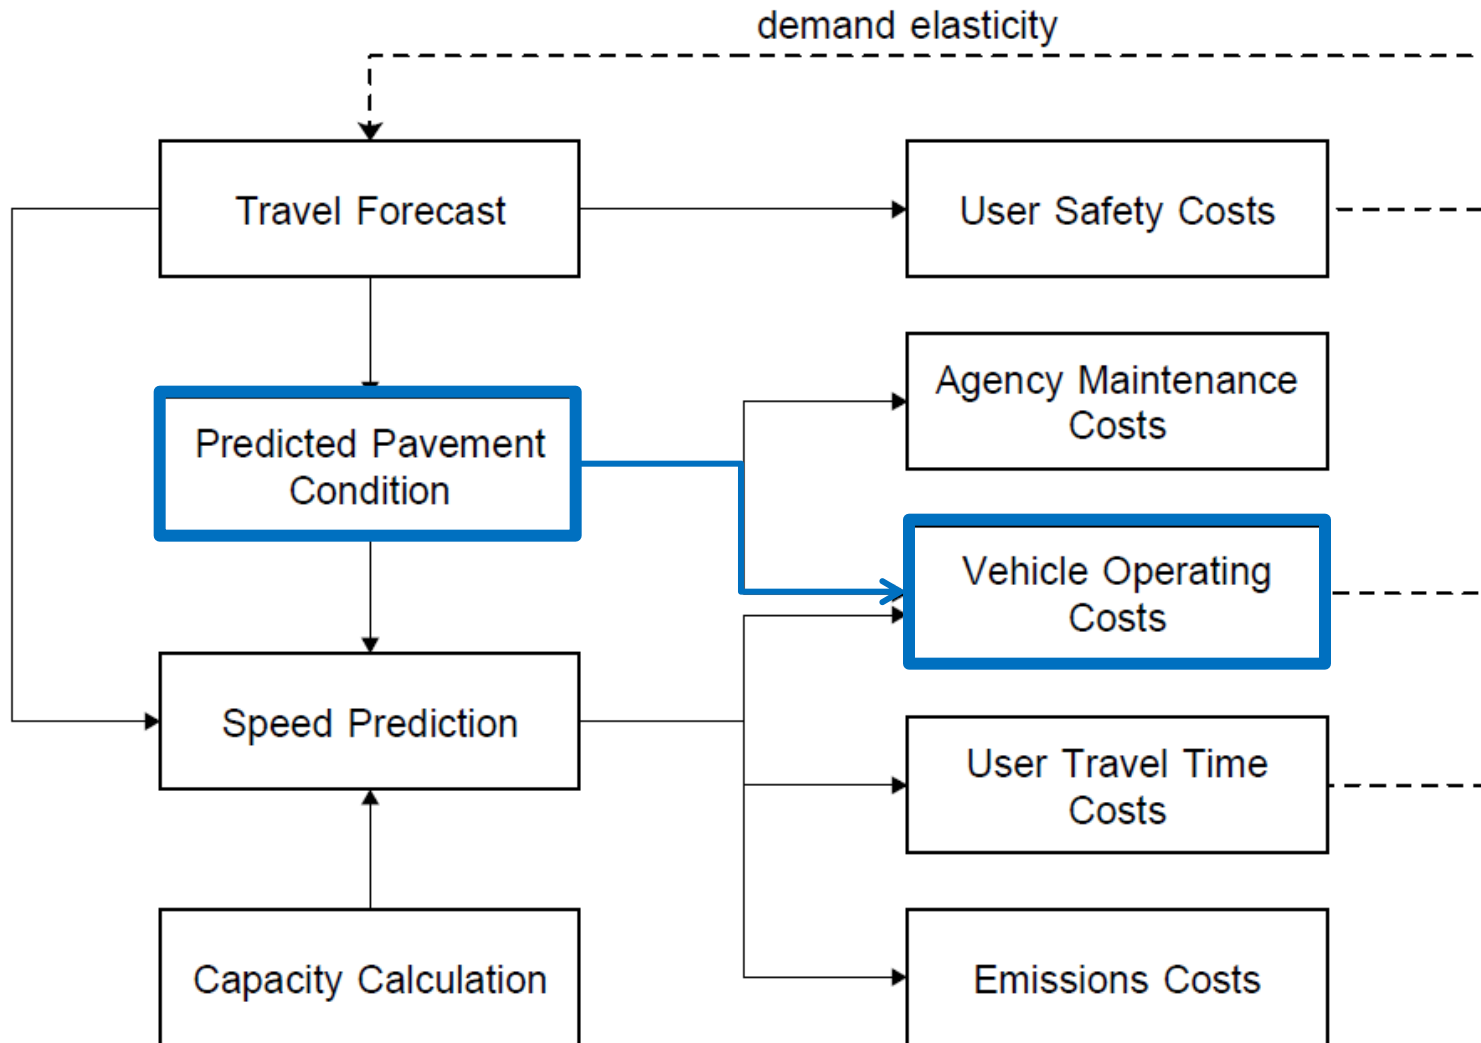 demand elasticity
Travel Forecast
User Safety Costs
Agency Maintenance
Costs
Predicted Pavement
Condition
Vehicle Operating
Costs
Speed Prediction
User Travel Time
Costs
Capacity Calculation
Emissions Costs